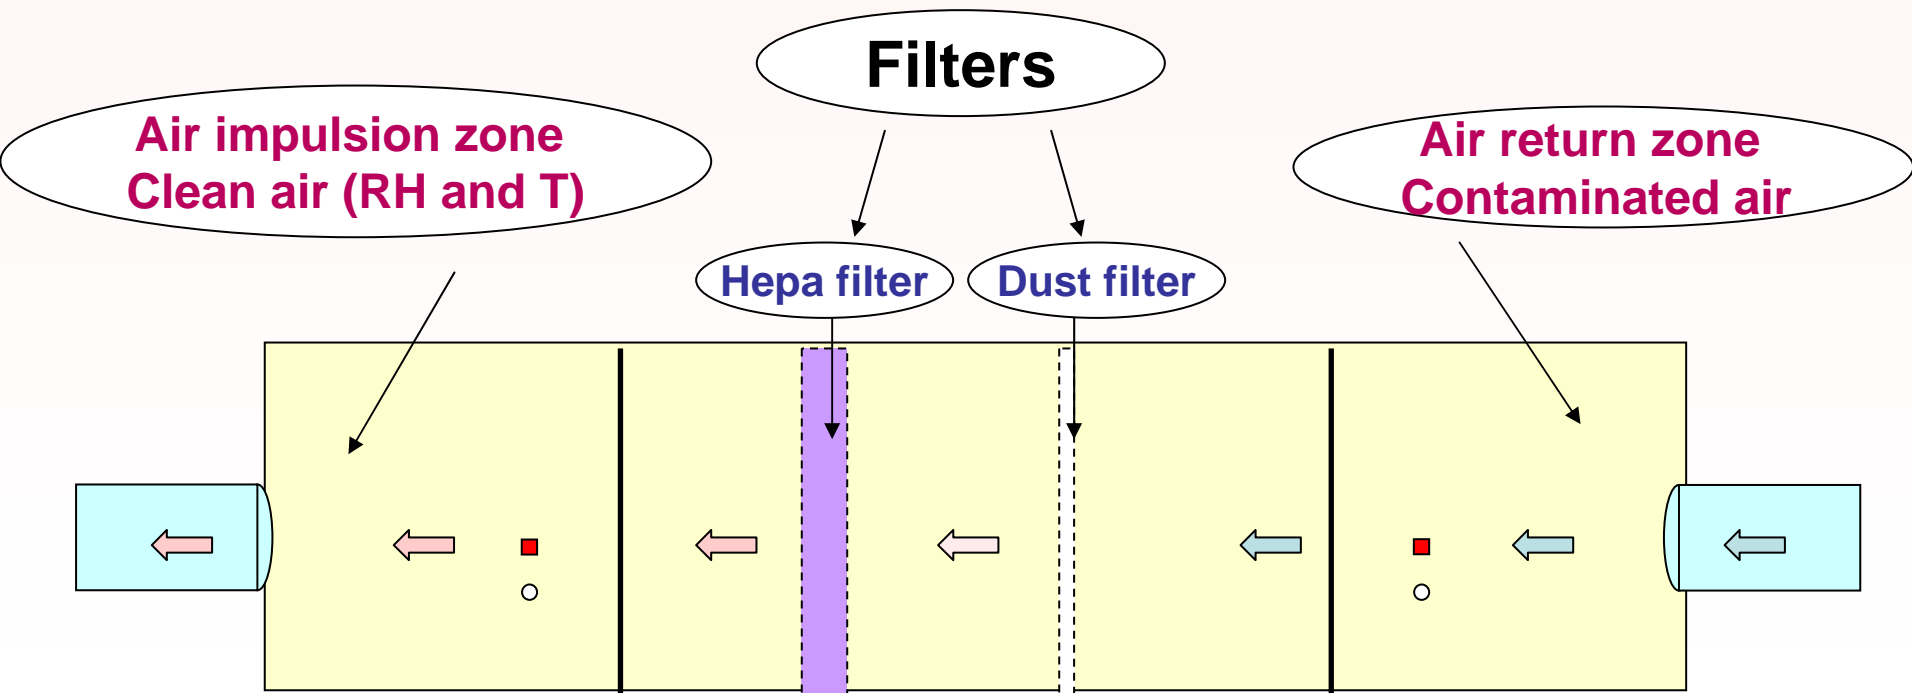 Filters
Air impulsion zone
Clean air (RH and T)
Air return zone
Contaminated air
Hepa filter
Dust filter